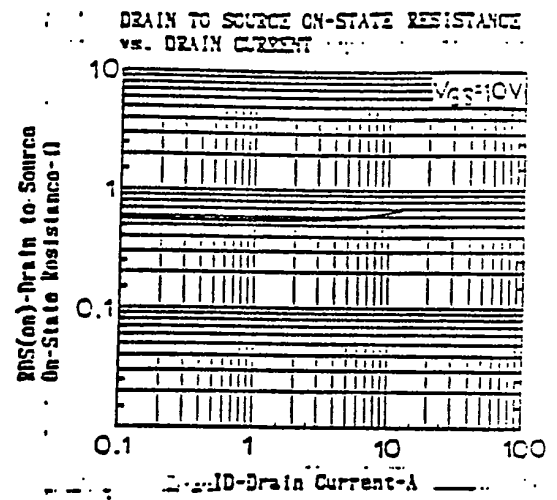 DRAIN TO SOURCE ON-STATE RESISTANCE
vs. DRAIN CURRENT
VGS=10V
10
1
0.1
RDS(on)-Drain to Source
On-State Resistance-Ω
0.1 1 10 100
ID-Drain Current-A